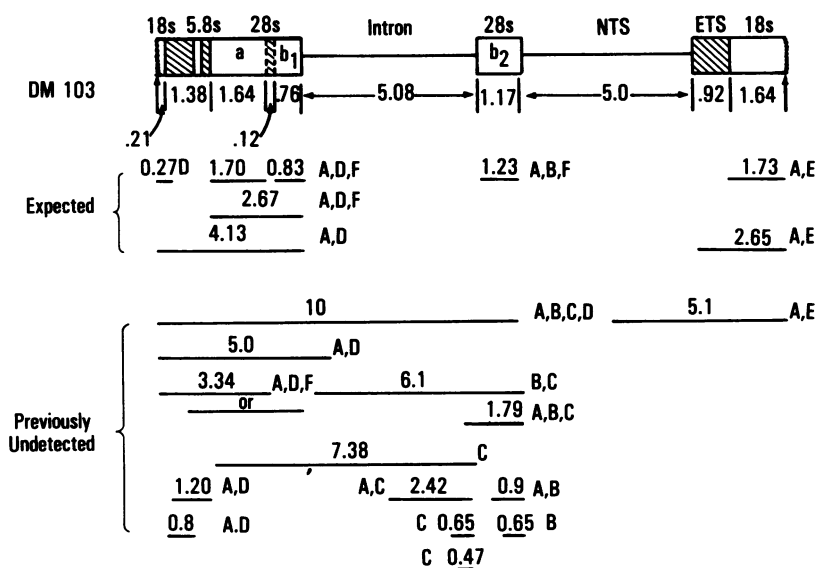 18s 5.8s 28s Intron 28s NTS ETS 18s
a b1 b2
DM 103 1.38 1.64 .76 5.08 1.17 5.0 .92 1.64
.21 .12
0.27D 1.70 0.83 A,D,F 1.23 A,B,F 1.73 A,E
Expected
2.67 A,D,F
4.13 A,D 2.65 A,E
10 A,B,C,D 5.1 A,E
5.0 A,D
3.34 A,D,F 6.1 B,C
or
1.79 A,B,C
Previously
Undetected
7.38 C
1.20 A,D A,C 2.42 0.9 A,B
0.8 A.D C 0.65 0.65 B
C 0.47